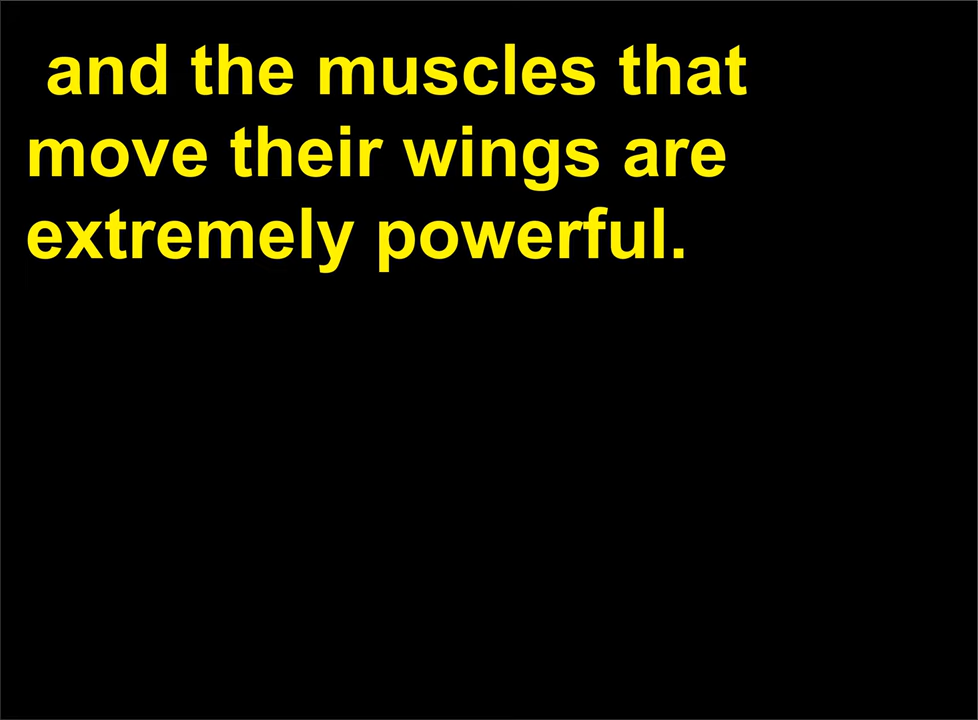 and the muscles that
move their wings are
extremely powerful.